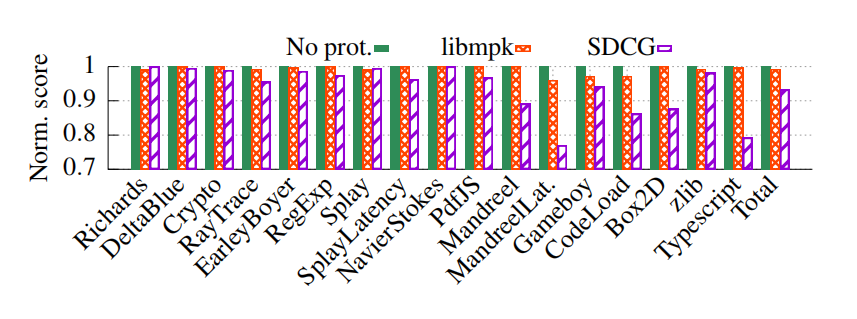 No prot.
libmpk
SDCG
Norm. score
1
0.9
0.8
0.7
Richards
DeltaBlue
Crypto
RayTrace
EarleyBoyer
RegExp
Splay
SplayLatency
NavierStokes
PdfJS
Mandreel
MandreelLat.
Gameboy
CodeLoad
Box2D
zlib
Typescript
Total